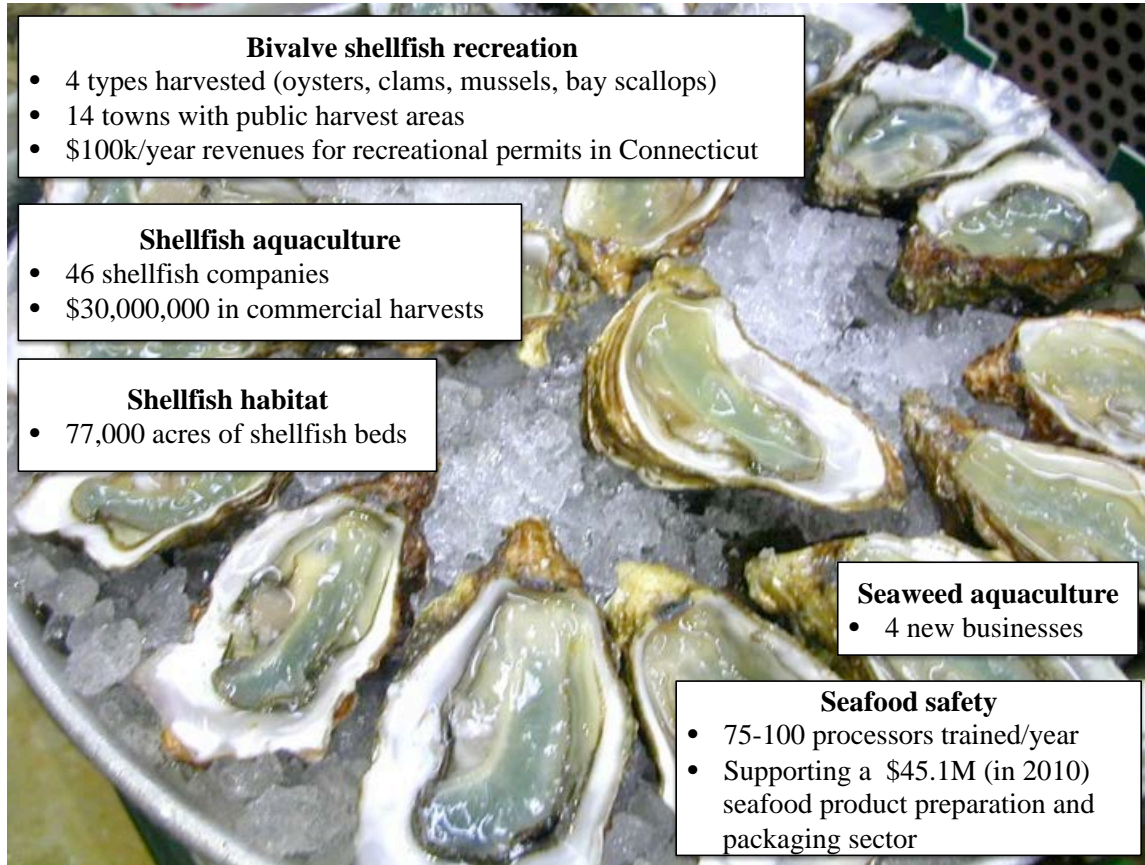 Bivalve shellfish recreation
• 4 types harvested (oysters, clams, mussels, bay scallops)
• 14 towns with public harvest areas
• $100k/year revenues for recreational permits in Connecticut
Shellfish aquaculture
• 46 shellfish companies
• $30,000,000 in commercial harvests
Shellfish habitat
• 77,000 acres of shellfish beds
Seaweed aquaculture
• 4 new businesses
Seafood safety
• 75-100 processors trained/year
• Supporting a $45.1M (in 2010)
seafood product preparation and
packaging sector